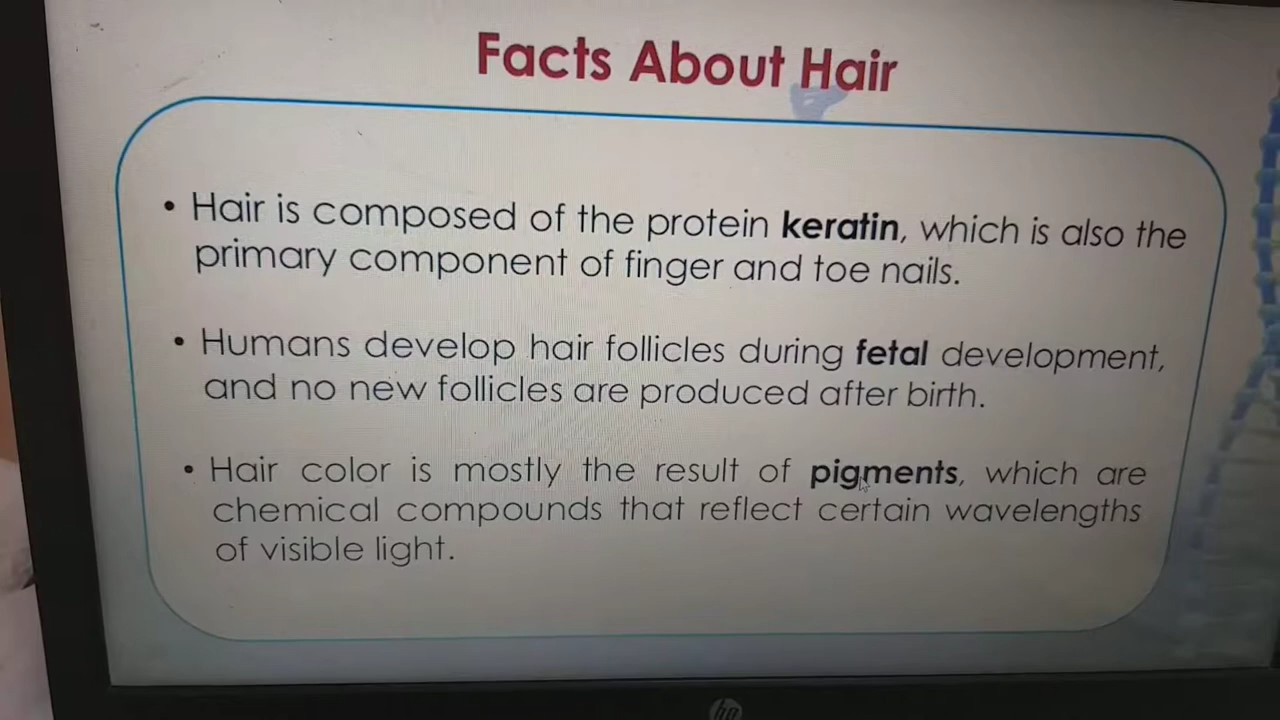 Facts About Hair
• Hair is composed of the protein keratin, which is also the
primary component of finger and toe nails.
• Humans develop hair follicles during fetal development,
and no new follicles are produced after birth.
• Hair color is mostly the result of pigments, which are
chemical compounds that reflect certain wavelengths
of visible light.
hp